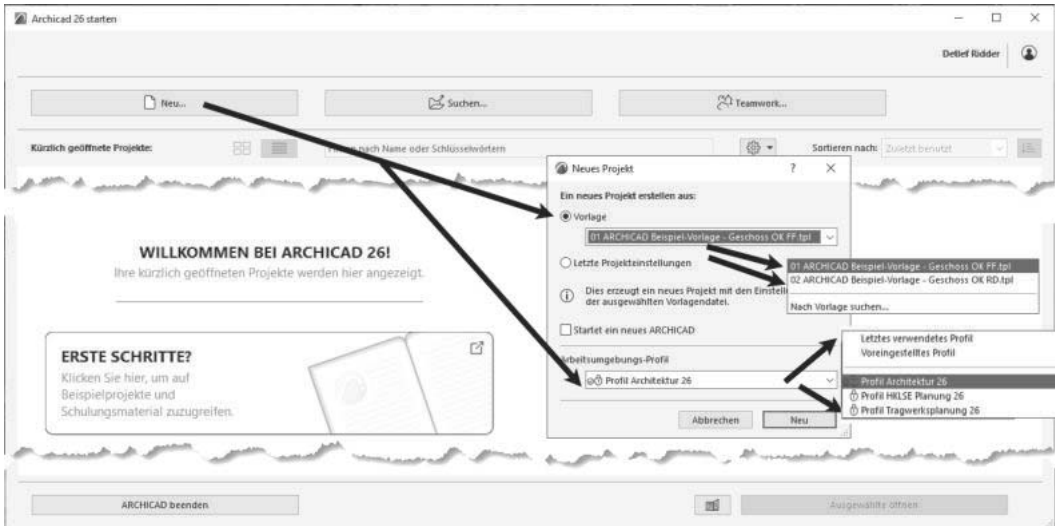 Archicad 26 starten
Detlef Ridder
Neu...
Suchen...
Teamwork...
Kürzlich geöffnete Projekte:
nach Name oder Schlüsselwörtern
Sortieren nach:
Zuletzt benutzt
Neues Projekt
?
Ein neues Projekt erstellen aus:
Vorlage
01 ARCHICAD Beispiel-Vorlage - Geschoss OK FF.tpl
Letzte Projekteinstellungen
01 ARCHICAD Beispiel-Vorlage - Geschoss OK FF.tpl
02 ARCHICAD Beispiel-Vorlage - Geschoss OK RD.tpl
Nach Vorlage suchen...
Dies erzeugt ein neues Projekt mit den Einstell
der ausgewählten Vorlagendatei.
Startet ein neues ARCHICAD
Arbeitsumgebungs-Profil
Profil Architektur 26
Letztes verwendetes Profil
Voreingestelltes Profil
Profil Architektur 26
Profil HKLSE Planung 26
Profil Tragwerksplanung 26
Abbrechen
Neu
WILLKOMMEN BEI ARCHICAD 26!
Ihre kürzlich geöffneten Projekte werden hier angezeigt.
ERSTE SCHRITTE?
Klicken Sie hier, um auf
Beispielprojekte und
Schulungsmaterial zuzugreifen.
ARCHICAD beenden
Ausgewählte öffnen